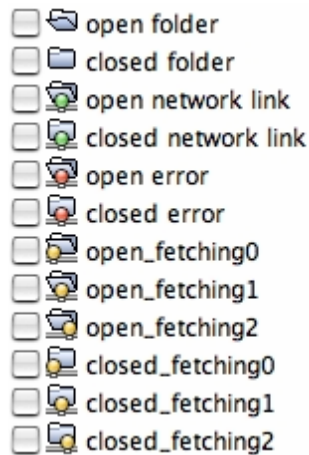 open folder
closed folder
open network link
closed network link
open error
closed error
open_fetching0
open_fetching1
open_fetching2
closed_fetching0
closed_fetching1
closed_fetching2